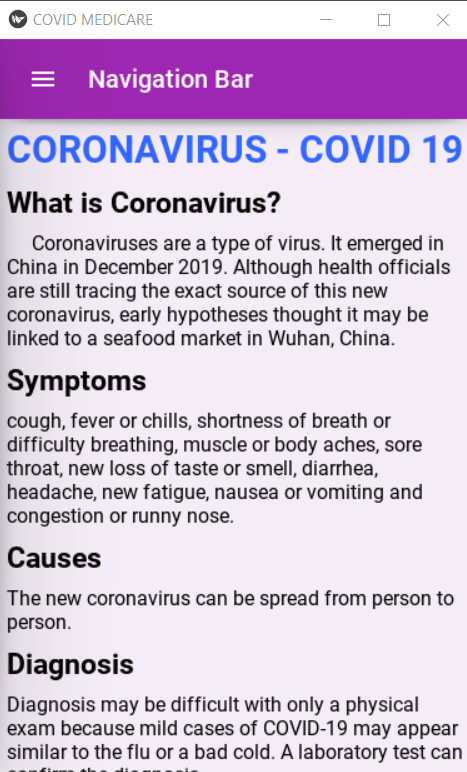 COVID MEDICARE
Navigation Bar
CORONAVIRUS - COVID 19
What is Coronavirus?
Coronaviruses are a type of virus. It emerged in
China in December 2019. Although health officials
are still tracing the exact source of this new
coronavirus, early hypotheses thought it may be
linked to a seafood market in Wuhan, China.
Symptoms
cough, fever or chills, shortness of breath or
difficulty breathing, muscle or body aches, sore
throat, new loss of taste or smell, diarrhea,
headache, new fatigue, nausea or vomiting and
congestion or runny nose.
Causes
The new coronavirus can be spread from person to
person.
Diagnosis
Diagnosis may be difficult with only a physical
exam because mild cases of COVID-19 may appear
similar to the flu or a bad cold. A laboratory test can
confirm the diagnosis.